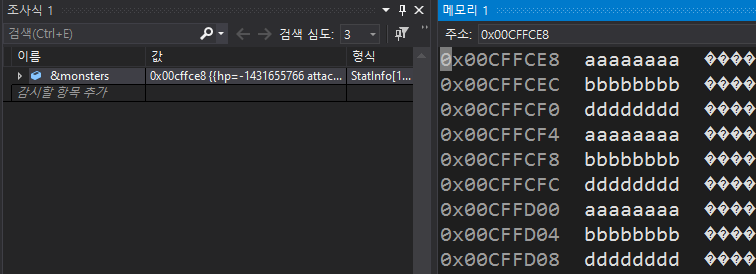 조사식 1
검색(Ctrl+E)
검색 심도: 3
이름 값 형식
&monsters 0x00cffce8 {{hp=-1431655766 attac... StatInfo[1...
감시할 항목 추가
메모리 1
주소: 0x00CFFCE8
0x00CFFCE8 aaaaaaaa ����
0x00CFFCEC bbbbbbbb ����
0x00CFFCF0 dddddddd ����
0x00CFFCF4 aaaaaaaa ����
0x00CFFCF8 bbbbbbbb ����
0x00CFFCFC dddddddd ����
0x00CFFD00 aaaaaaaa ����
0x00CFFD04 bbbbbbbb ����
0x00CFFD08 dddddddd ����